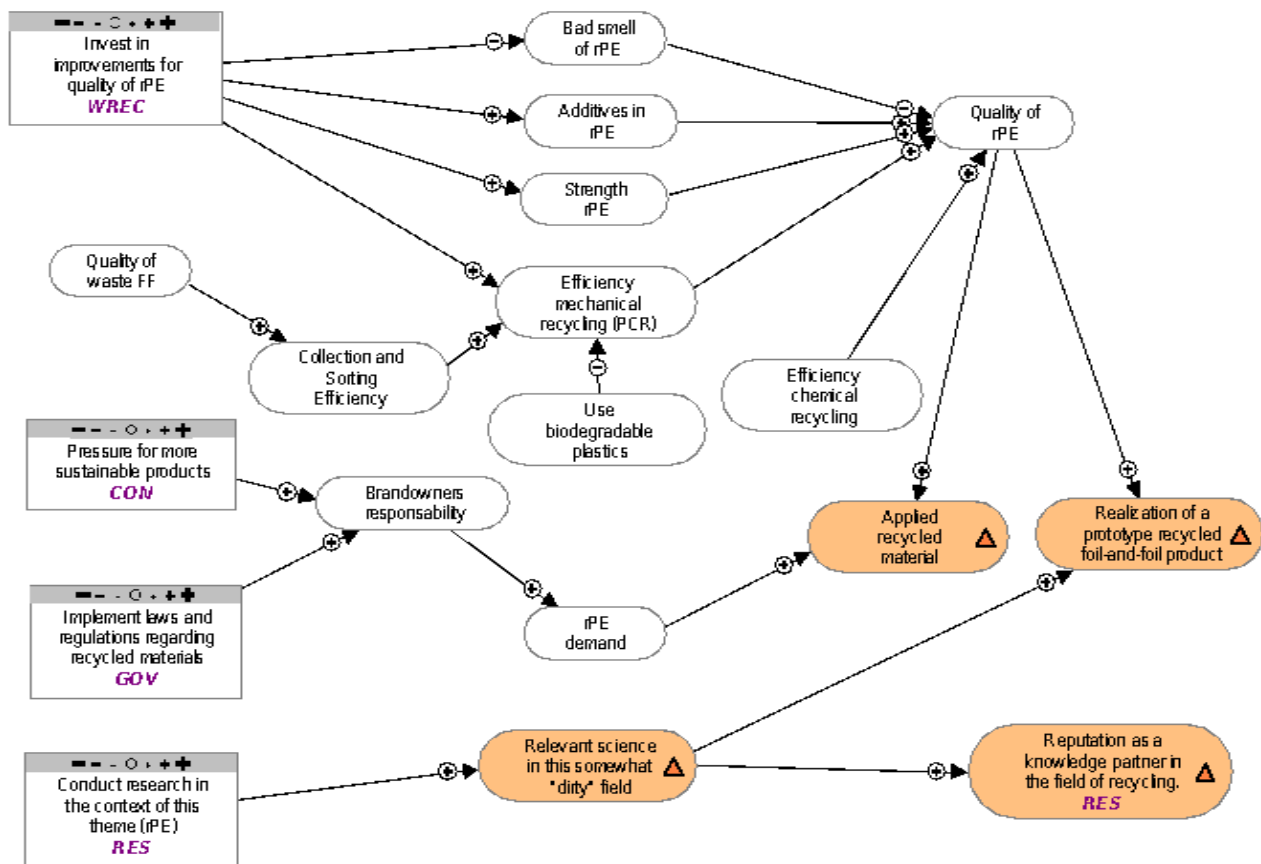 Invest in
improvements for
quality of rPE
WREC
Bad smell
of rPE
Additives in
rPE
Strength
rPE
Quality of
rPE
Quality of
waste FF
Efficiency
mechanical
recycling (PCR)
Collection and
Sorting
Efficiency
Use
biodegradable
plastics
Efficiency
chemical
recycling
Pressure for more
sustainable products
CON
Brandowners
responsability
Applied
recycled
material
Realization of a
prototype recycled
foil-and-foil product
Implement laws and
regulations regarding
recycled materials
GOV
rPE
demand
Conduct research in
the context of this
theme (rPE)
RES
Relevant science
in this somewhat
"dirty" field
Reputation as a
knowledge partner in
the field of recycling.
RES